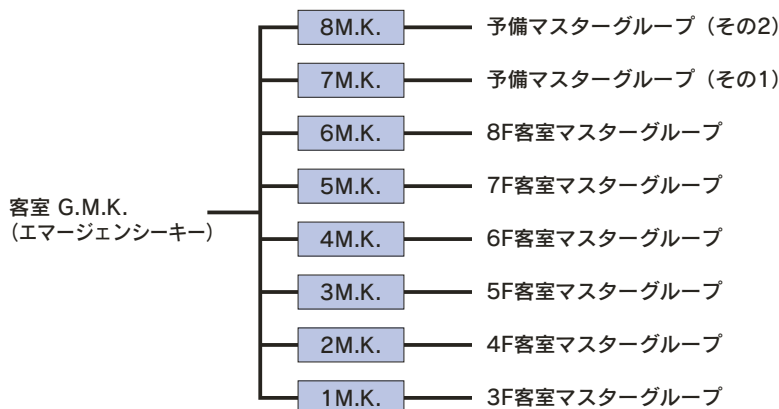 8M.K. 予備マスターグループ（その2）
7M.K. 予備マスターグループ（その1）
6M.K. 8F客室マスターグループ
5M.K. 7F客室マスターグループ
客室 G.M.K.
（エマージェンシーキー）
4M.K. 6F客室マスターグループ
3M.K. 5F客室マスターグループ
2M.K. 4F客室マスターグループ
1M.K. 3F客室マスターグループ